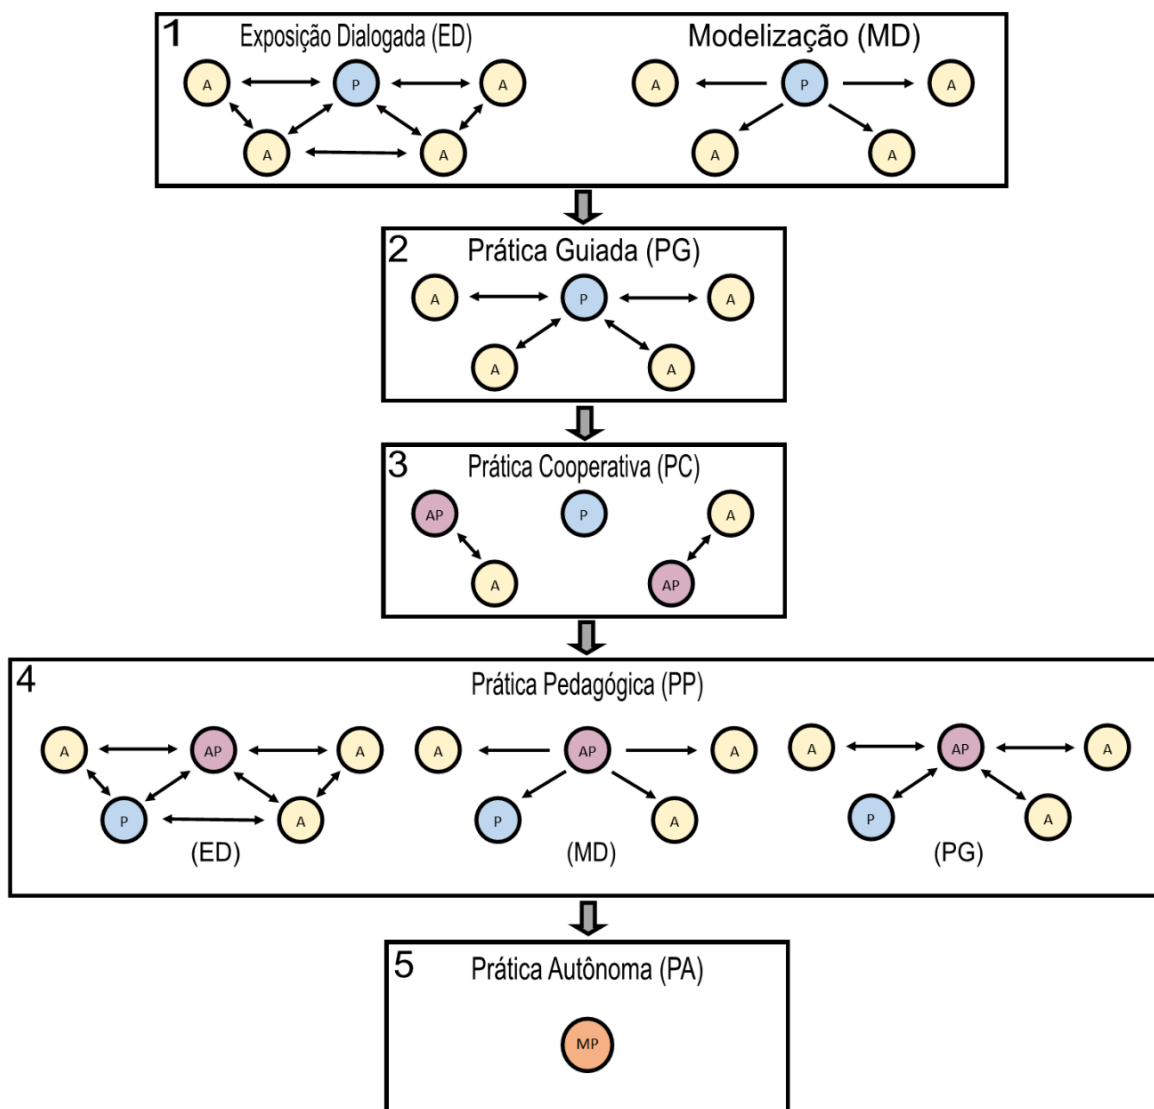 1
Exposição Dialogada (ED)
Modelização (MD)
A P A
A A
A P A
A A
2
Prática Guiada (PG)
A P A
A A
3
Prática Cooperativa (PC)
AP P A
A AP
4
Prática Pedagógica (PP)
A AP A
P A
(ED)
A AP A
P A
(MD)
A AP A
P A
(PG)
5
Prática Autônoma (PA)
MP